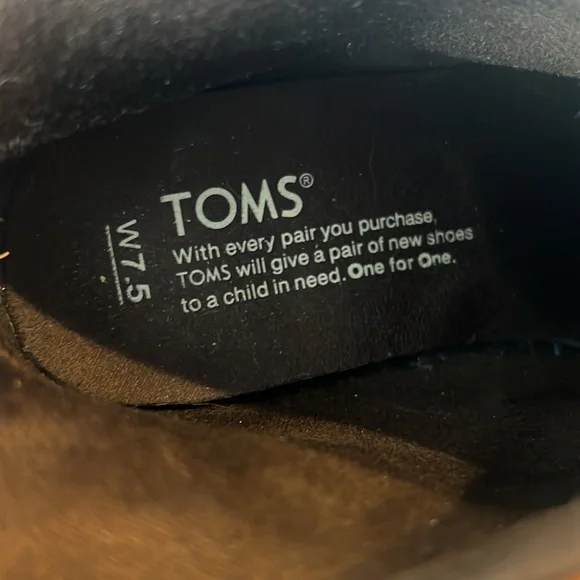 TOMS®
With every pair you purchase,
TOMS will give a pair of new shoes
to a child in need. One for One.
W7.5